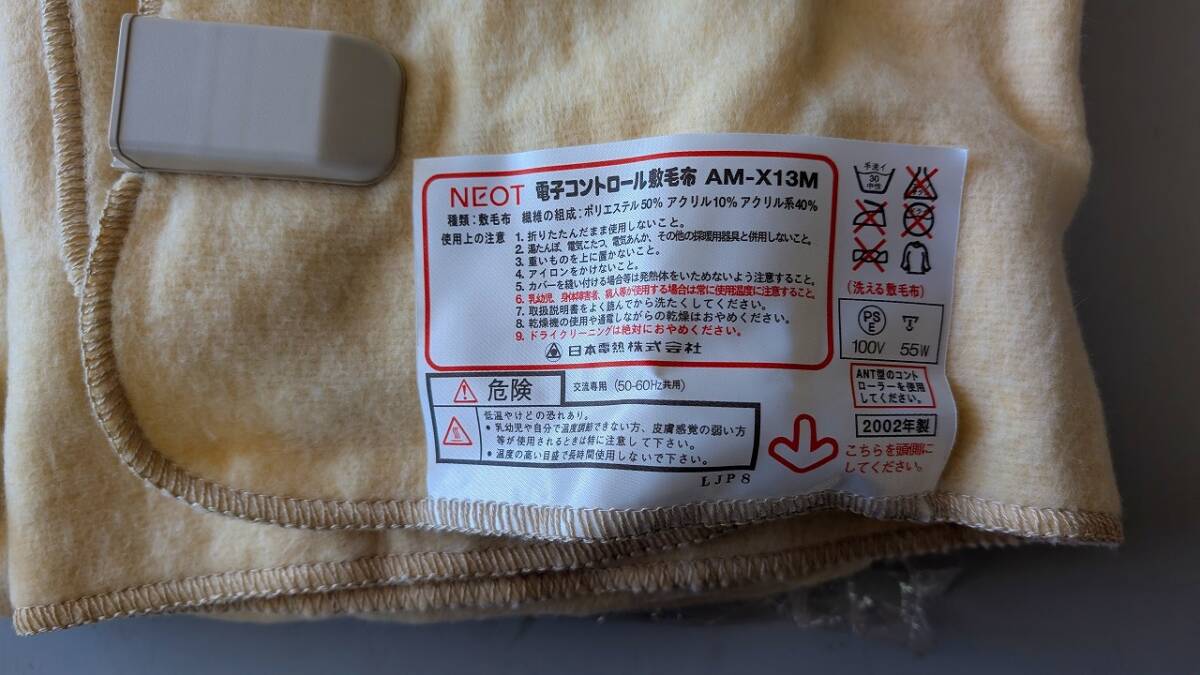 NEOT 電子コントロール敷毛布 AM-X13M
種類：敷毛布 繊維の組成：ポリエステル50% アクリル10% アクリル系40%
使用上の注意
1. 折りたたんだまま使用しないこと。
2. 湯たんぽ、電気こたつ、電気あんか、その他の採暖用器具と併用しないこと。
3. 重いものを上に置かないこと。
4. アイロンをかけないこと。
5. カバーを縫い付ける場合等は発熱体をいためないよう注意すること。
6. 乳幼児、身体障害者、病人等が使用する場合は常に使用温度に注意すること。
7. 取扱説明書をよく読んでから洗たくしてください。
8. 乾燥機の使用や通電しながらの乾燥はおやめください。
9. ドライクリーニングは絶対におやめください。
日本電熱株式会社
危険
交流専用（50-60Hz共用）
低温やけどの恐れあり。
● 乳幼児や自分で温度調節できない方、皮膚感覚の弱い方
等が使用されるときは特に注意して下さい。
● 温度の高い目盛で長時間使用しないで下さい。
LJP8
手洗イ
30
中性
（洗える敷毛布）
PS
E
100V 55W
ANT型のコント
ローラーを使用
してください。
2002年製
こちらを頭側に
してください。